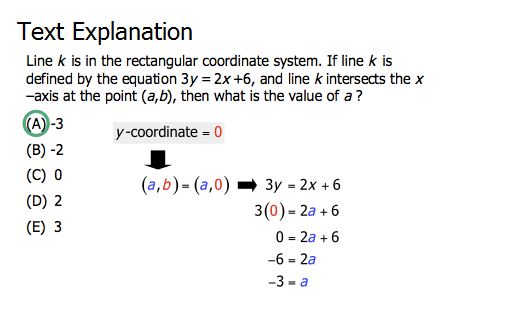 Text Explanation
Line k is in the rectangular coordinate system. If line k is
defined by the equation 3y = 2x +6, and line k intersects the x
–axis at the point (a,b), then what is the value of a ?
(A) -3
(B) -2
(C) 0
(D) 2
(E) 3
y-coordinate = 0
(a,b) = (a,0) ➡ 3y = 2x + 6
3(0) = 2a + 6
0 = 2a + 6
–6 = 2a
–3 = a